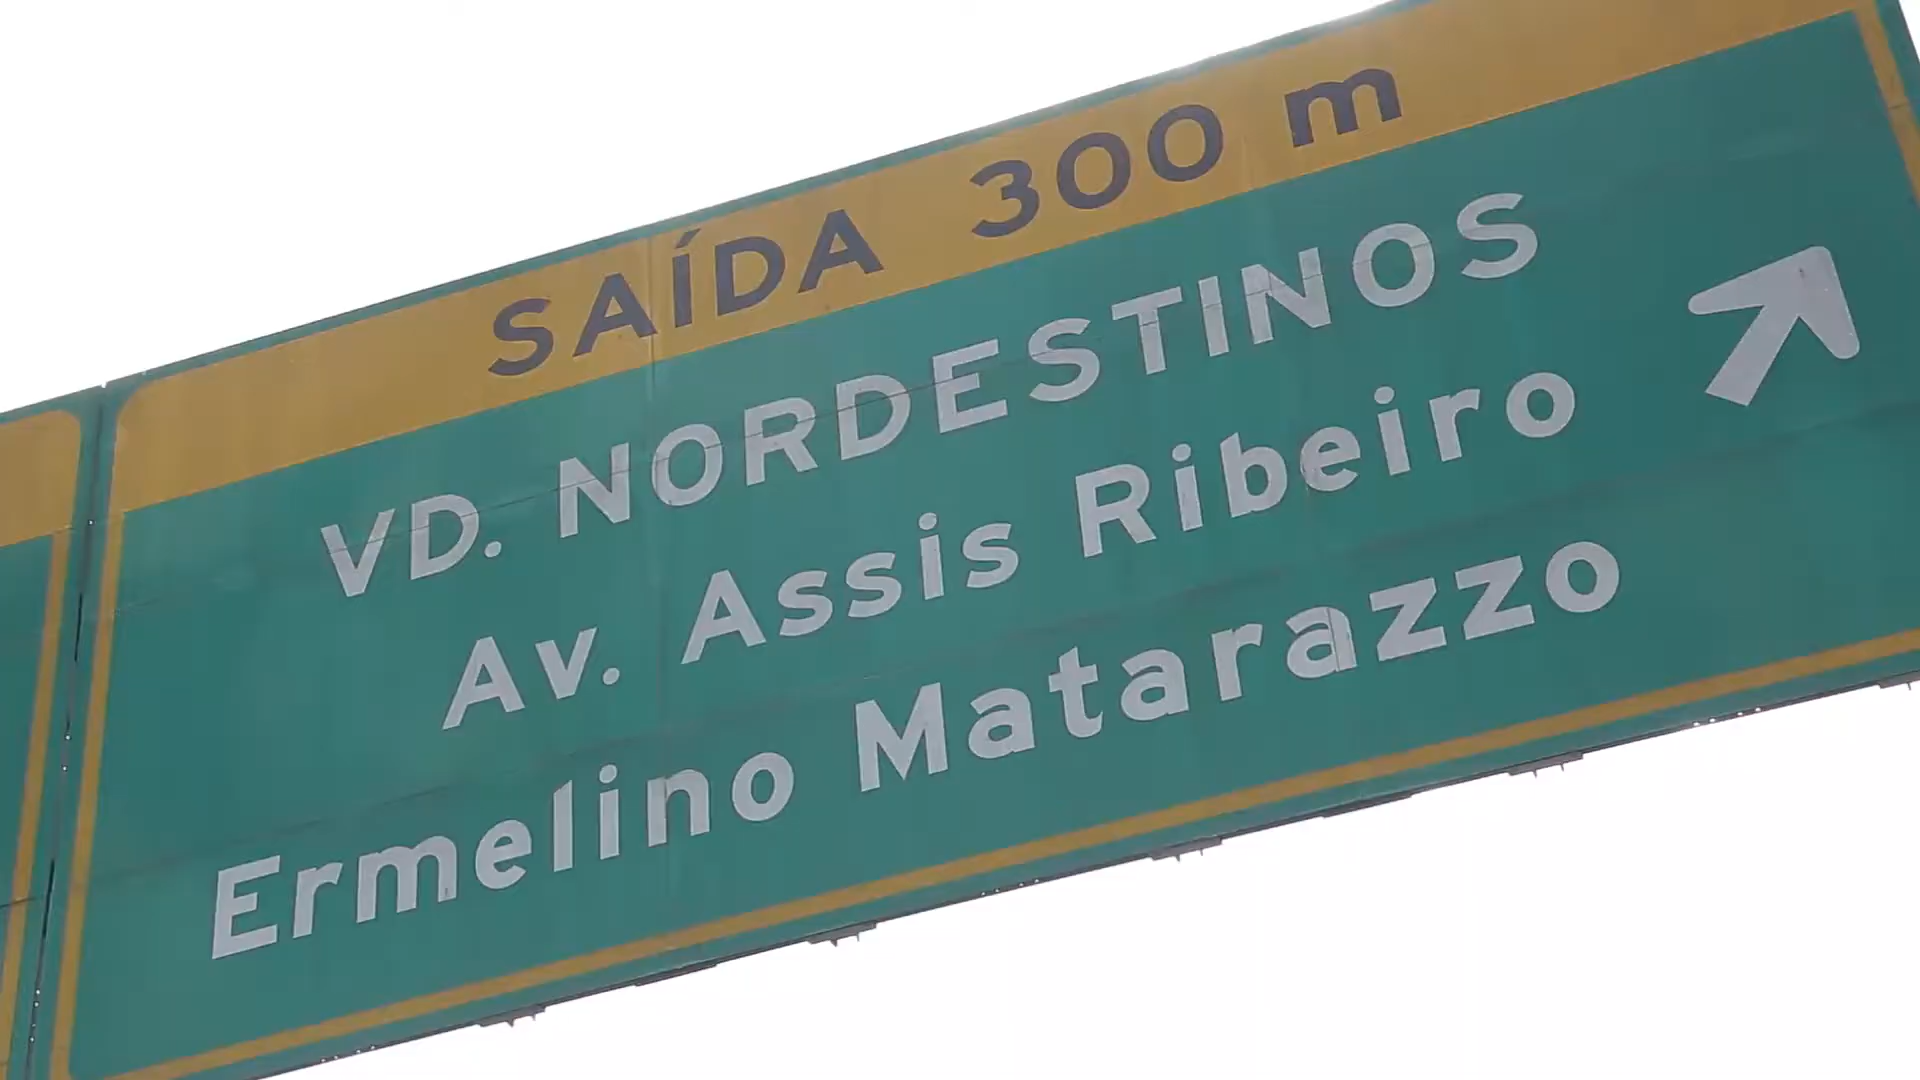 SAÍDA 300 m
VD. NORDESTINOS
Av. Assis Ribeiro
Ermelino Matarazzo